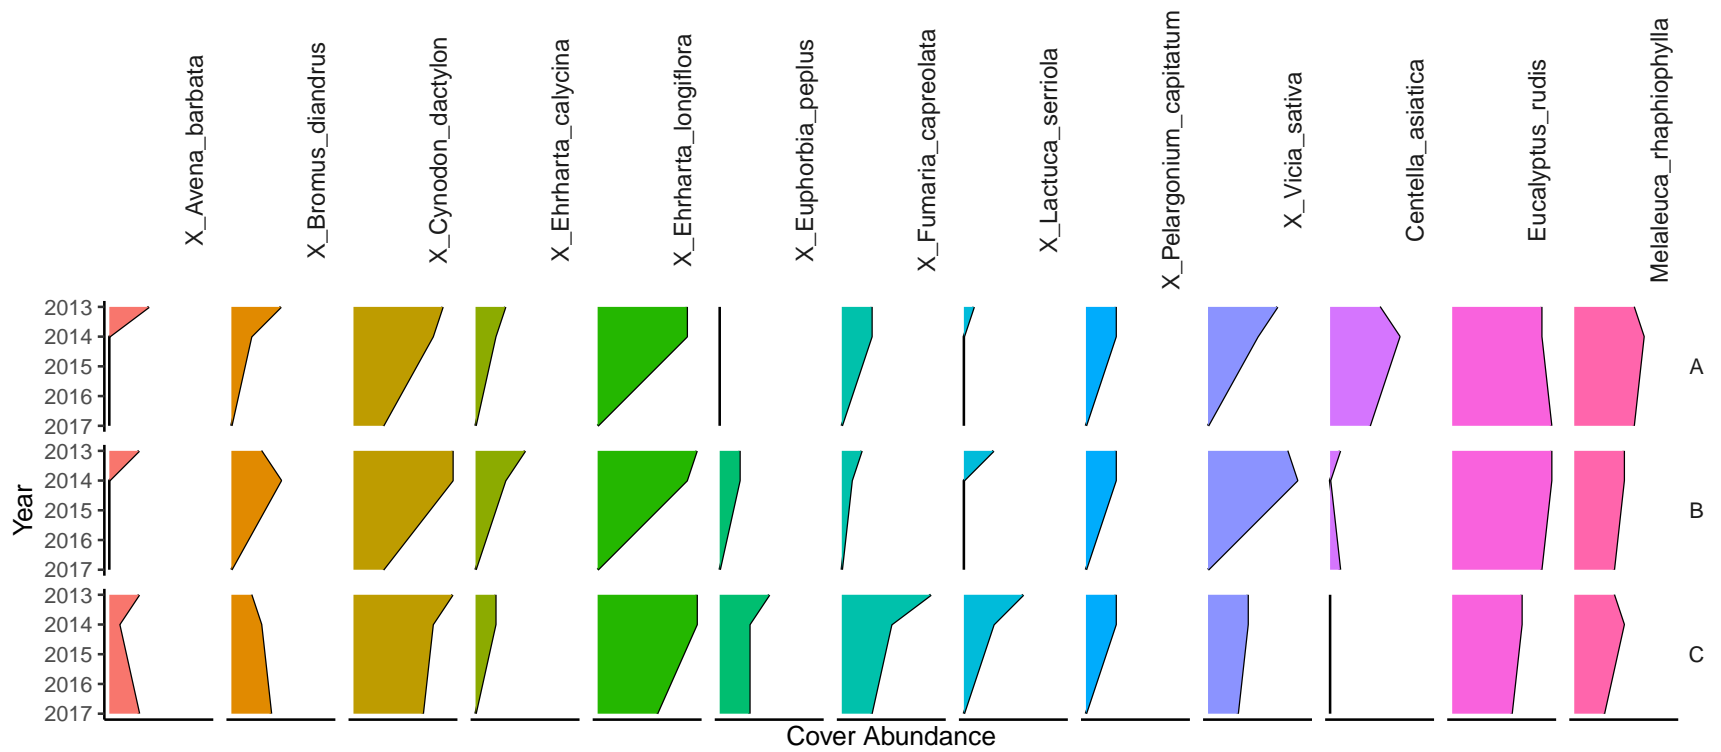 X_Avena_barbata
X_Bromus_diandrus
X_Cynodon_dactylon
X_Ehrharta_calycina
X_Ehrharta_longiflora
X_Euphorbia_peplus
X_Fumaria_capreolata
X_Lactuca_serriola
X_Pelargonium_capitatum
X_Vicia_sativa
Centella_asiatica
Eucalyptus_rudis
Melaleuca_rhaphiophylla
Year
2013
2014
2015
2016
2017
A
2013
2014
2015
2016
2017
B
2013
2014
2015
2016
2017
C
Cover Abundance